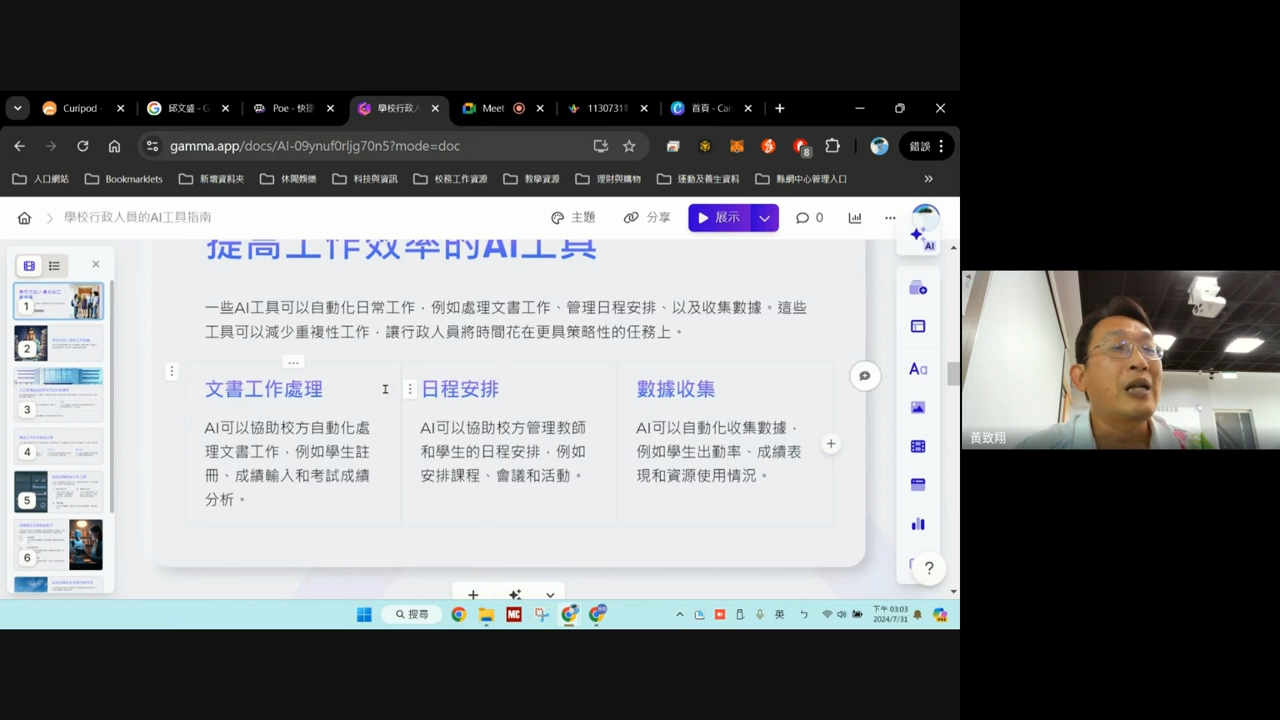 Curipod
邱文盛 - G
Poe - 快捷
學校行政人
Meet
1130731
首頁 - Can
gamma.app/docs/AI-09ynuf0rljg70n5?mode=doc
8
錯誤
入口網站
Bookmarklets
新增資料夾
休閒娛樂
科技與資訊
校務工作資源
教學資源
理財與購物
運動及養生資料
縣網中心管理入口
學校行政人員的AI工具指南
主題
分享
展示
0
AI
1
2
3
4
5
6
提高工作效率的AI工具
一些AI工具可以自動化日常工作，例如處理文書工作、管理日程安排、以及收集數據。這些
工具可以減少重複性工作，讓行政人員將時間花在更具策略性的任務上。
文書工作處理
AI可以協助校方自動化處
理文書工作，例如學生註
冊、成績輸入和考試成績
分析。
日程安排
AI可以協助校方管理教師
和學生的日程安排，例如
安排課程、會議和活動。
數據收集
AI可以自動化收集數據，
例如學生出勤率、成績表
現和資源使用情況。
Aa
?
搜尋
MC
英
下午 03:03
2024/7/31
黃致翔